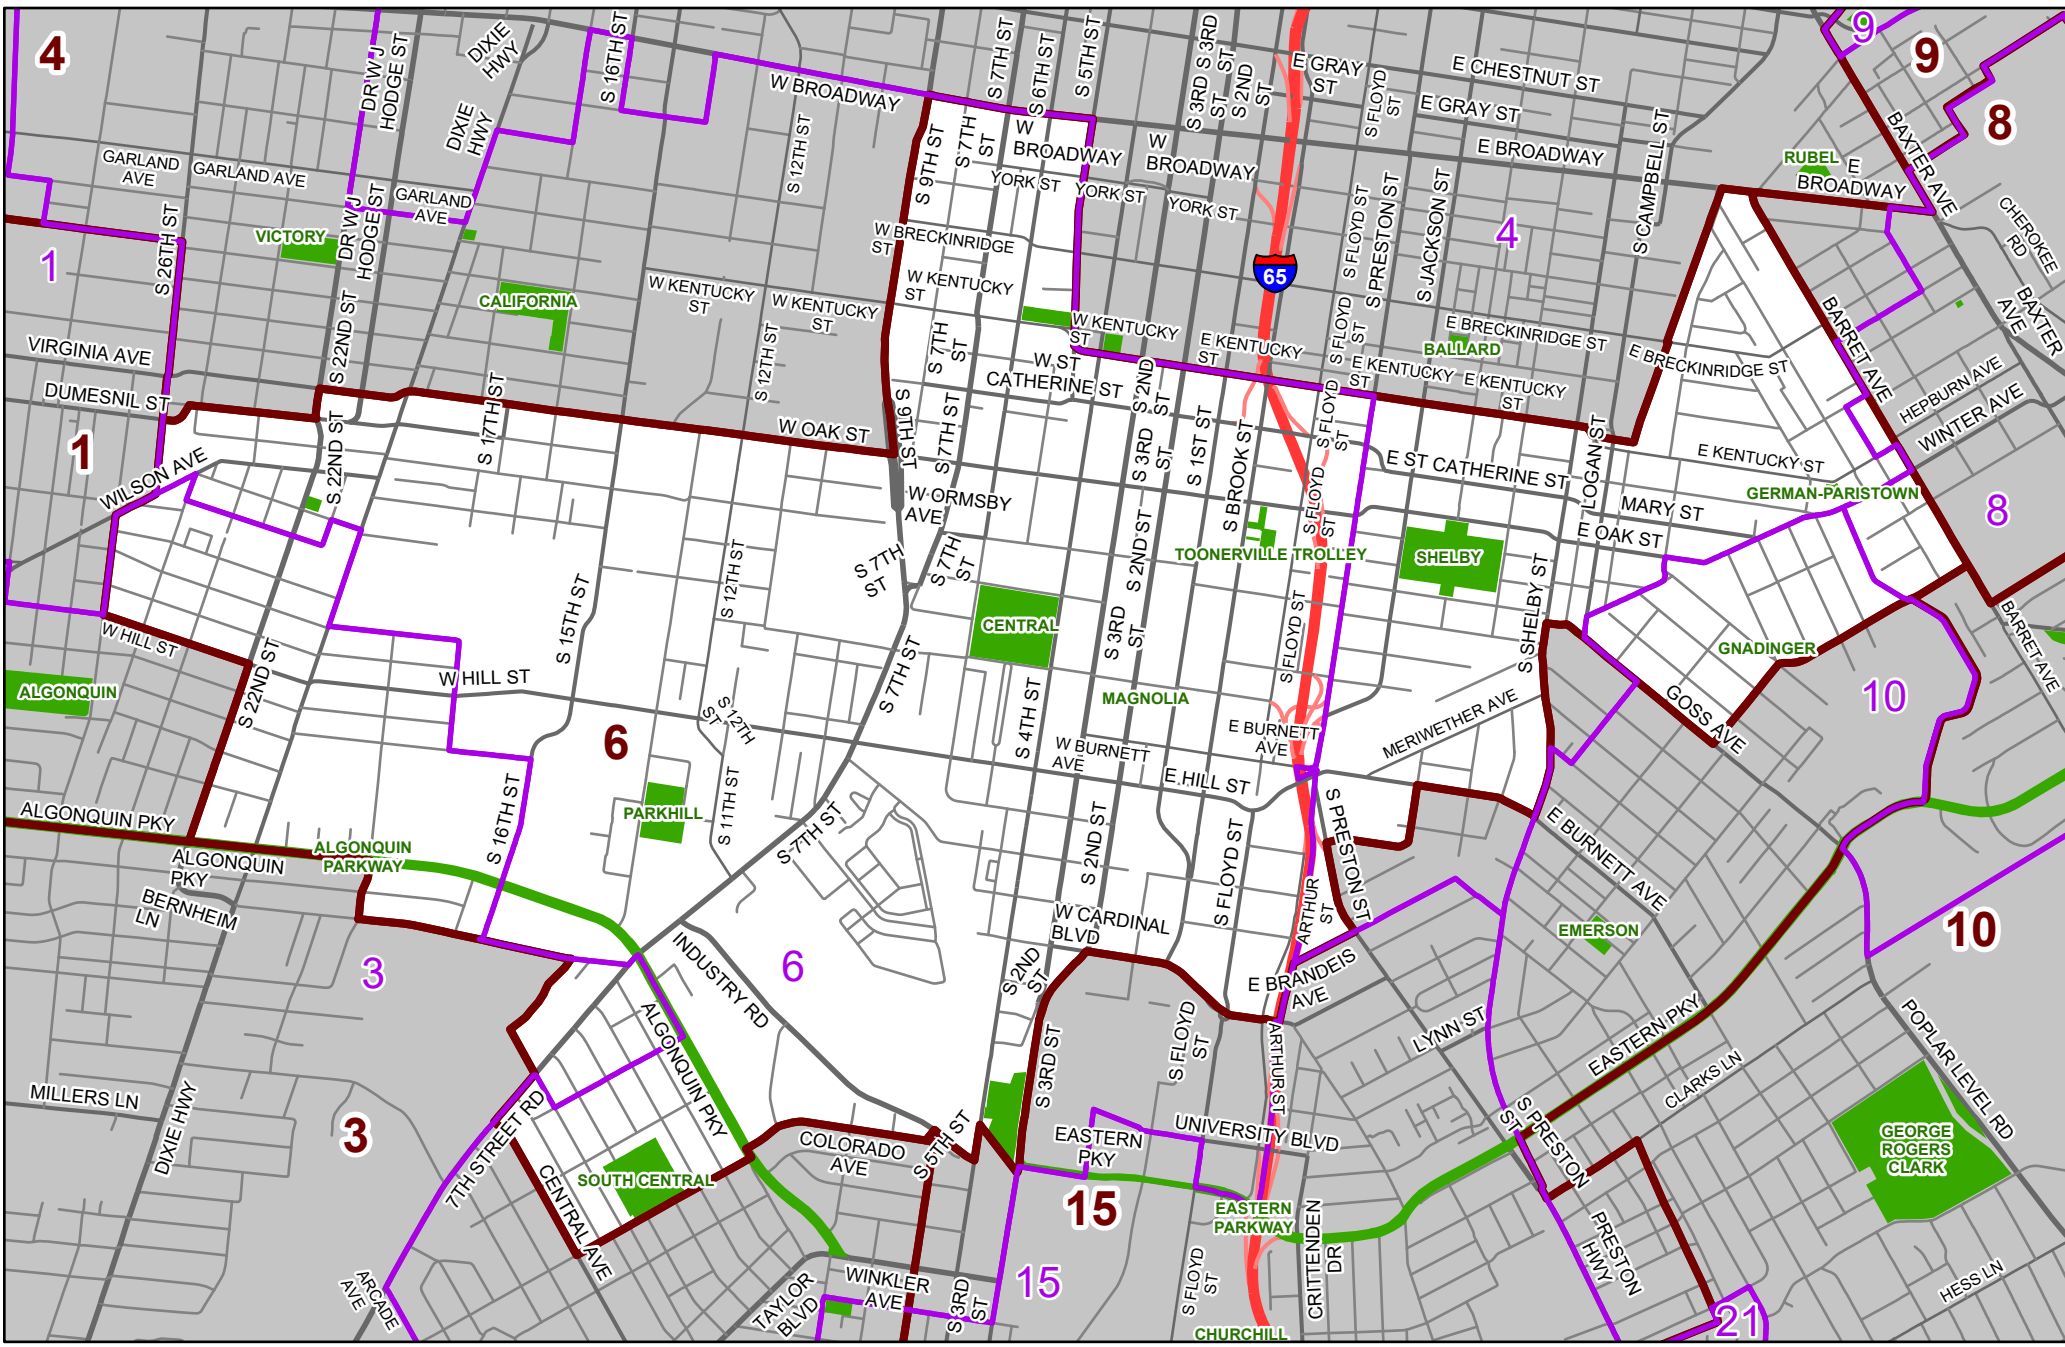 4
DR W J
HODGE ST
DIXIE
HWY
S 16TH ST
S 7TH ST
S 6TH ST
S 5TH ST
S 3RD
ST
S 3RD
ST
S 2ND
ST
E GRAY
ST
S FLOYD
ST
E CHESTNUT ST
9
9
8
W BROADWAY
DIXIE
HWY
S 12TH ST
S 9TH ST
S 7TH
ST
W
BROADWAY
W
BROADWAY
E GRAY ST
E BROADWAY
S CAMPBELL ST
RUBEL
E
BROADWAY
BAXTER AVE
GARLAND
AVE
GARLAND AVE
GARLAND
AVE
YORK ST
YORK ST
YORK ST
S FLOYD ST
S PRESTON ST
S JACKSON ST
4
CHEROKEE
RD
BAXTER
AVE
1
S 26TH ST
VICTORY
DR W J
HODGE ST
CALIFORNIA
W BRECKINRIDGE
ST
W KENTUCKY
ST
W KENTUCKY
ST
W KENTUCKY
ST
W KENTUCKY
ST
65
E KENTUCKY
ST
S FLOYD
ST
E BRECKINRIDGE ST
BALLARD
E BRECKINRIDGE ST
BARRET AVE
VIRGINIA AVE
DUMESNIL ST
S 22ND ST
S 12TH ST
S 7TH
ST
W ST
CATHERINE ST
S 2ND
ST
E KENTUCKY
ST
E KENTUCKY
ST
HEPBURN AVE
WINTER AVE
1
WILSON AVE
S 22ND ST
S 17TH ST
W OAK ST
S 9TH ST
S 7TH ST
S 3RD
ST
S 1ST ST
S BROOK ST
S FLOYD
ST
E ST CATHERINE ST
LOGAN ST
E KENTUCKY ST
GERMAN-PARISTOWN
MARY ST
E OAK ST
8
W ORMSBY
AVE
S 7TH
ST
S 7TH
ST
S 2ND ST
TOONERVILLE TROLLEY
S FLOYD
ST
SHELBY
S SHELBY ST
S 15TH ST
S 12TH ST
CENTRAL
S 3RD
ST
S FLOYD ST
GNADINGER
BARRET AVE
W HILL ST
ALGONQUIN
S 22ND ST
W HILL ST
S 7TH ST
S 4TH ST
MAGNOLIA
E BURNETT
AVE
MERIWETHER AVE
GOSS AVE
10
6
S 12TH
ST
W BURNETT
AVE
E HILL ST
ALGONQUIN PKY
S 16TH ST
PARKHILL
S 11TH ST
S 7TH ST
S 2ND ST
S FLOYD ST
S PRESTON ST
E BURNETT AVE
ALGONQUIN
PKY
ALGONQUIN
PARKWAY
BERNHEIM
LN
W CARDINAL
BLVD
ARTHUR
ST
EMERSON
10
3
INDUSTRY RD
6
S 2ND
ST
E BRANDEIS
AVE
ALGONQUIN PKY
S 3RD ST
S FLOYD
ST
ARTHUR ST
LYNN ST
EASTERN PKY
CLARKS LN
POPLAR LEVEL RD
MILLERS LN
DIXIE HWY
3
7TH STREET RD
COLORADO
AVE
S 5TH ST
EASTERN
PKY
UNIVERSITY BLVD
S PRESTON
ST
GEORGE
ROGERS
CLARK
SOUTH CENTRAL
CENTRAL AVE
15
EASTERN
PARKWAY
CRITTENDEN
DR
PRESTON
HWY
ARCADE
AVE
TAYLOR
BLVD
WINKLER
AVE
S 3RD
ST
15
S FLOYD
ST
CHURCHILL
21
HESS LN